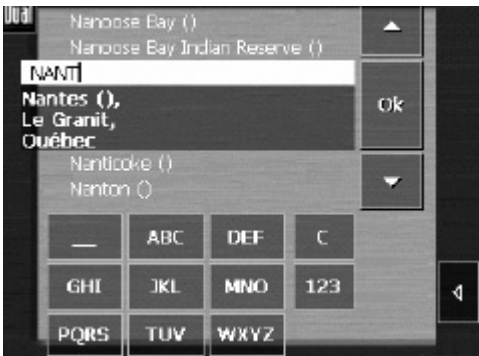 Nanoose Bay ()
Nanoose Bay Indian Reserve ()
NANT
Nantes (),
Le Granit,
Québec
Nanticoke ()
Nanton ()
Ok
_ ABC DEF C
GHI JKL MNO 123
PQRS TUV WXYZ